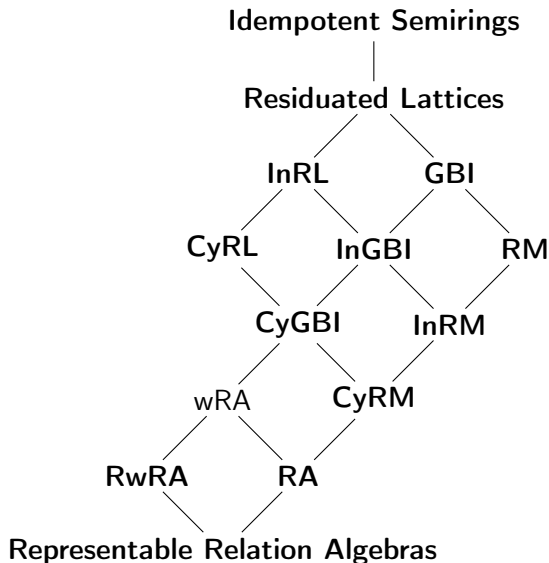 Idempotent Semirings
Residuated Lattices
InRL GBI
CyRL InGBI RM
CyGBI InRM
wRA CyRM
RwRA RA
Representable Relation Algebras